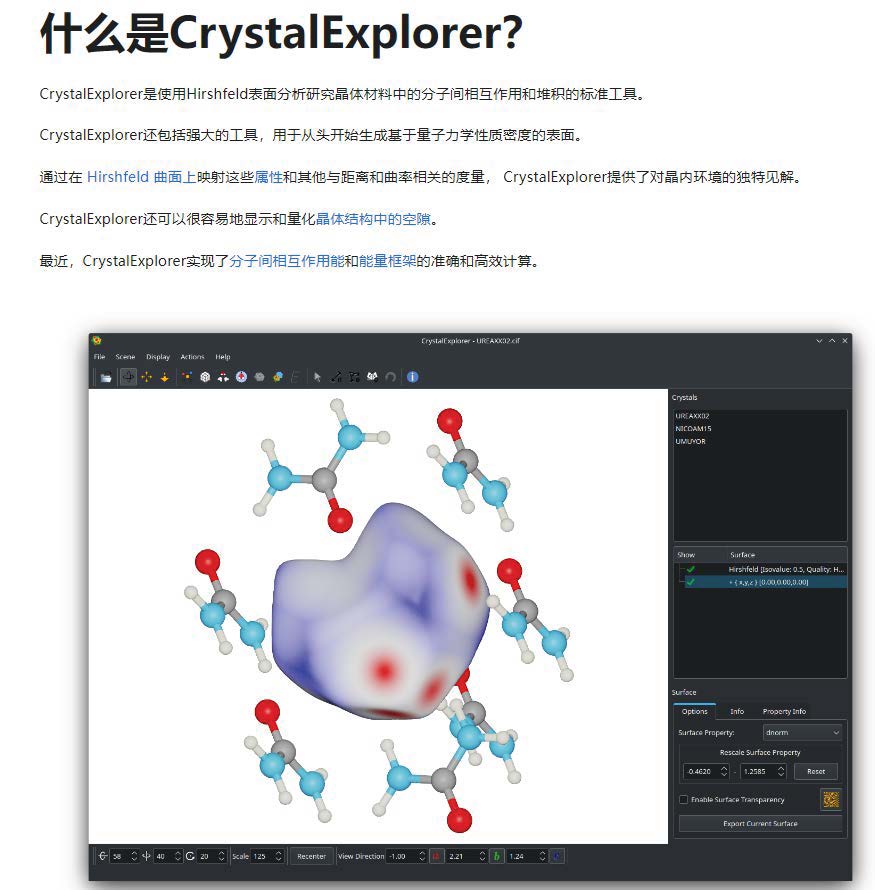 什么是CrystalExplorer?
CrystalExplorer是使用Hirshfeld表面分析研究晶体材料中的分子间相互作用和堆积的标准工具。
CrystalExplorer还包括强大的工具，用于从头开始生成基于量子力学性质密度的表面。
通过在 Hirshfeld 曲面上映射这些属性和其他与距离和曲率相关的度量， CrystalExplorer提供了对晶内环境的独特见解。
CrystalExplorer还可以很容易地显示和量化晶体结构中的空隙。
最近，CrystalExplorer实现了分子间相互作用能和能量框架的准确和高效计算。
CrystalExplorer - UREAXX02.cif
File Scene Display Actions Help
Crystals
UREAXX02
NICOAM15
UMUYOR
Show Surface
Hirshfeld [Isovalue: 0.5, Quality: H...
+ { x,y,z } [0.00,0.00,0.00]
Surface
Options Info Property Info
Surface Property: dnorm
Rescale Surface Property
-0.4620 - 1.2585 Reset
Enable Surface Transparency
Export Current Surface
58 40 20 Scale 125 Recenter View Direction -1.00 a 2.21 b 1.24 c